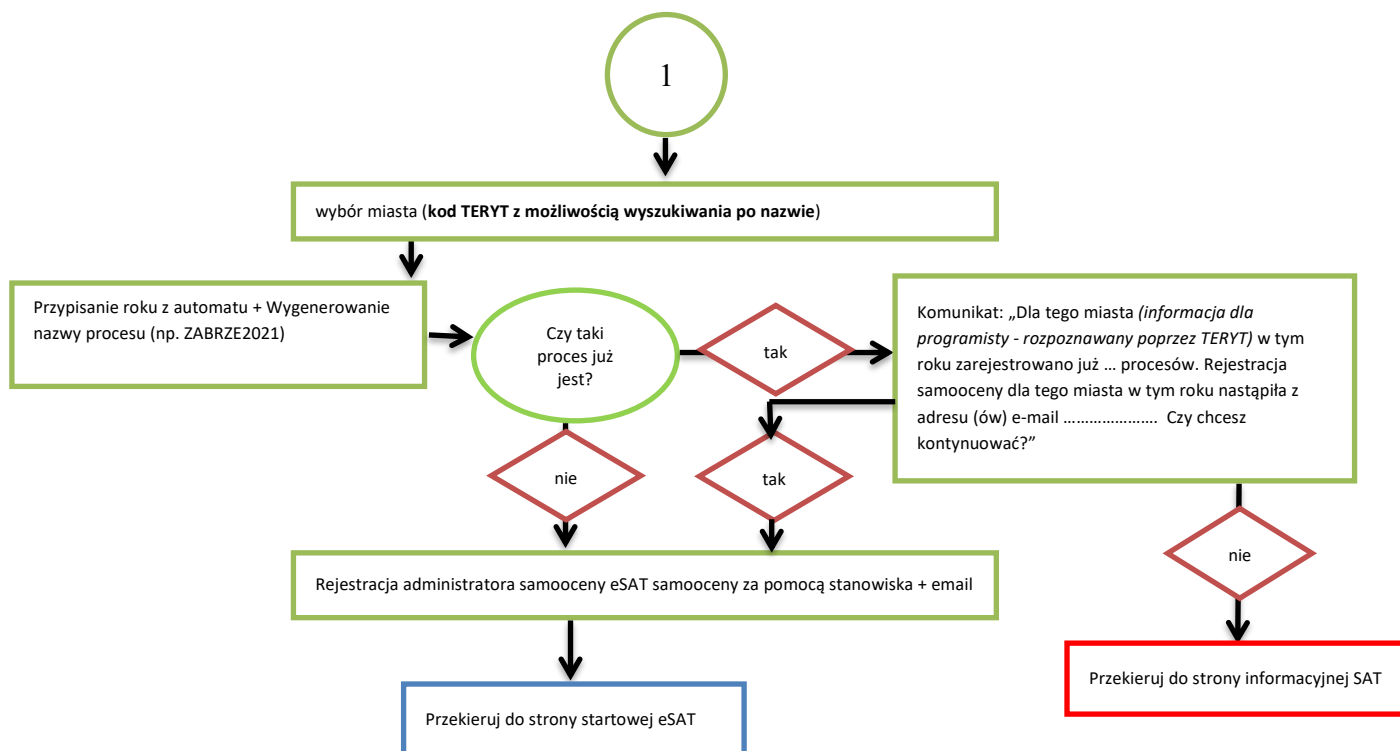 1
wybór miasta (kod TERYT z możliwością wyszukiwania po nazwie)
Przypisanie roku z automatu + Wygenerowanie
nazwy procesu (np. ZABRZE2021)
Czy taki
proces już
jest?
tak
Komunikat: „Dla tego miasta (informacja dla
programisty - rozpoznawany poprzez TERYT) w tym
roku zarejestrowano już … procesów. Rejestracja
samooceny dla tego miasta w tym roku nastąpiła z
adresu (ów) e-mail …………………. Czy chcesz
kontynuować?”
nie
tak
nie
Rejestracja administratora samooceny eSAT samooceny za pomocą stanowiska + email
Przekieruj do strony informacyjnej SAT
Przekieruj do strony startowej eSAT